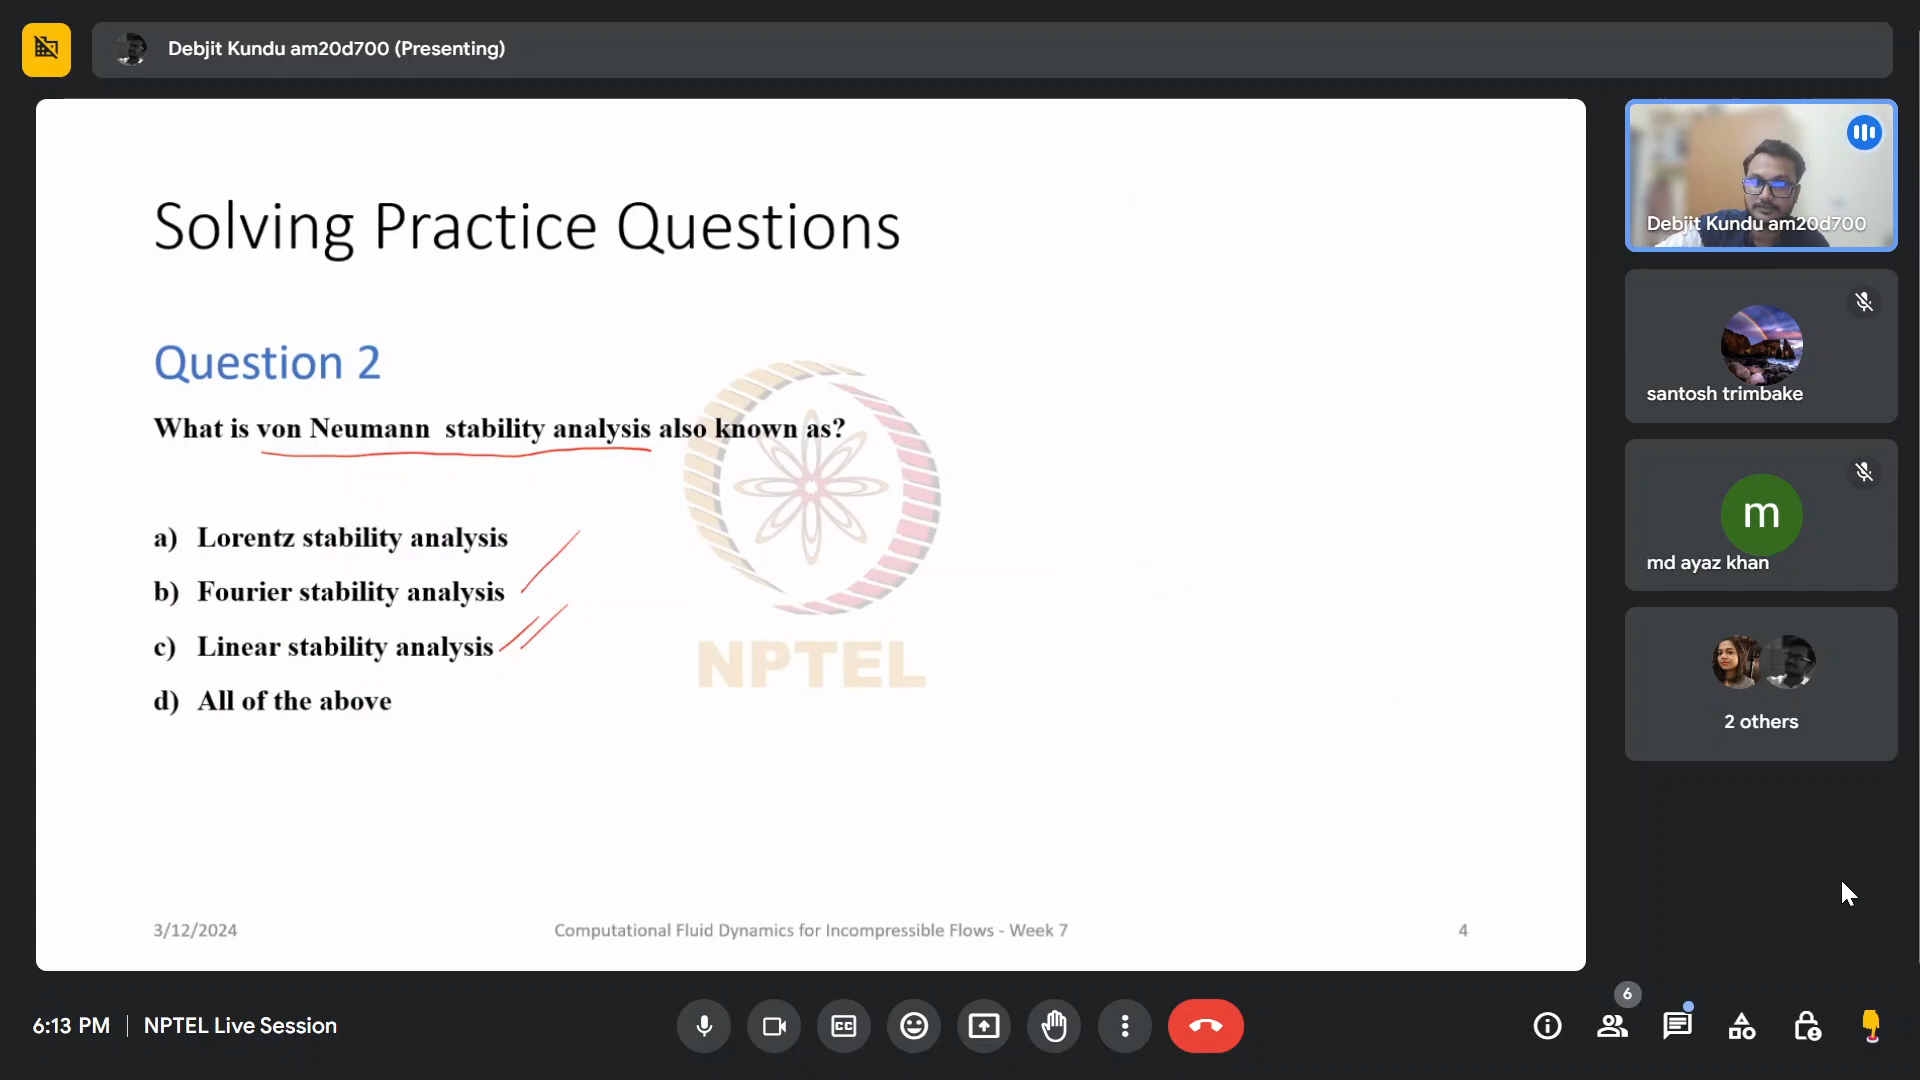 Debjit Kundu am20d700 (Presenting)
Solving Practice Questions
Question 2
What is von Neumann stability analysis also known as?
a) Lorentz stability analysis
b) Fourier stability analysis
c) Linear stability analysis
d) All of the above
NPTEL
3/12/2024
Computational Fluid Dynamics for Incompressible Flows - Week 7
4
Debjit Kundu am20d700
santosh trimbake
m
md ayaz khan
2 others
6:13 PM
NPTEL Live Session
CC
6